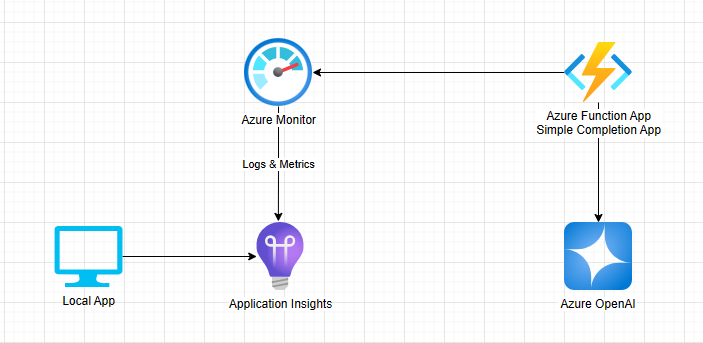 Azure Monitor
Azure Function App
Simple Completion App
Logs & Metrics
Local App
Application Insights
Azure OpenAI